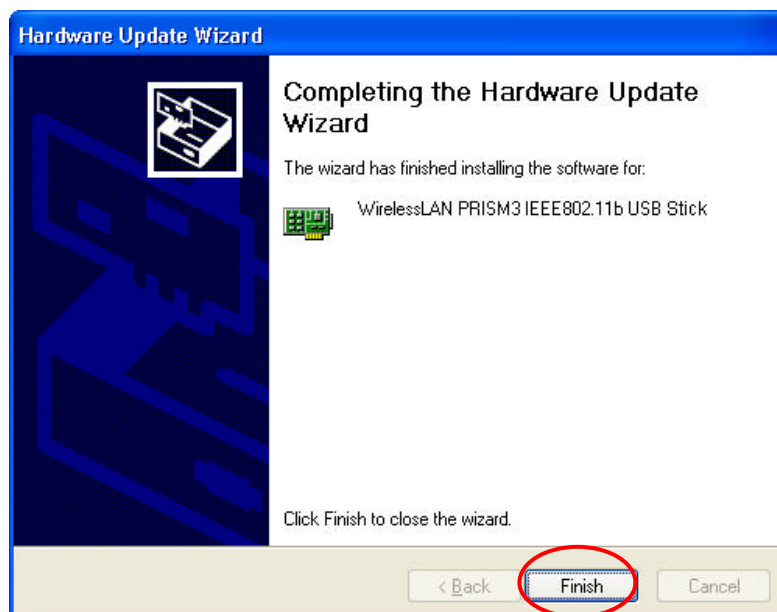 Hardware Update Wizard
Completing the Hardware Update
Wizard
The wizard has finished installing the software for:
WirelessLAN PRISM3 IEEE802.11b USB Stick
Click Finish to close the wizard.
< Back Finish Cancel